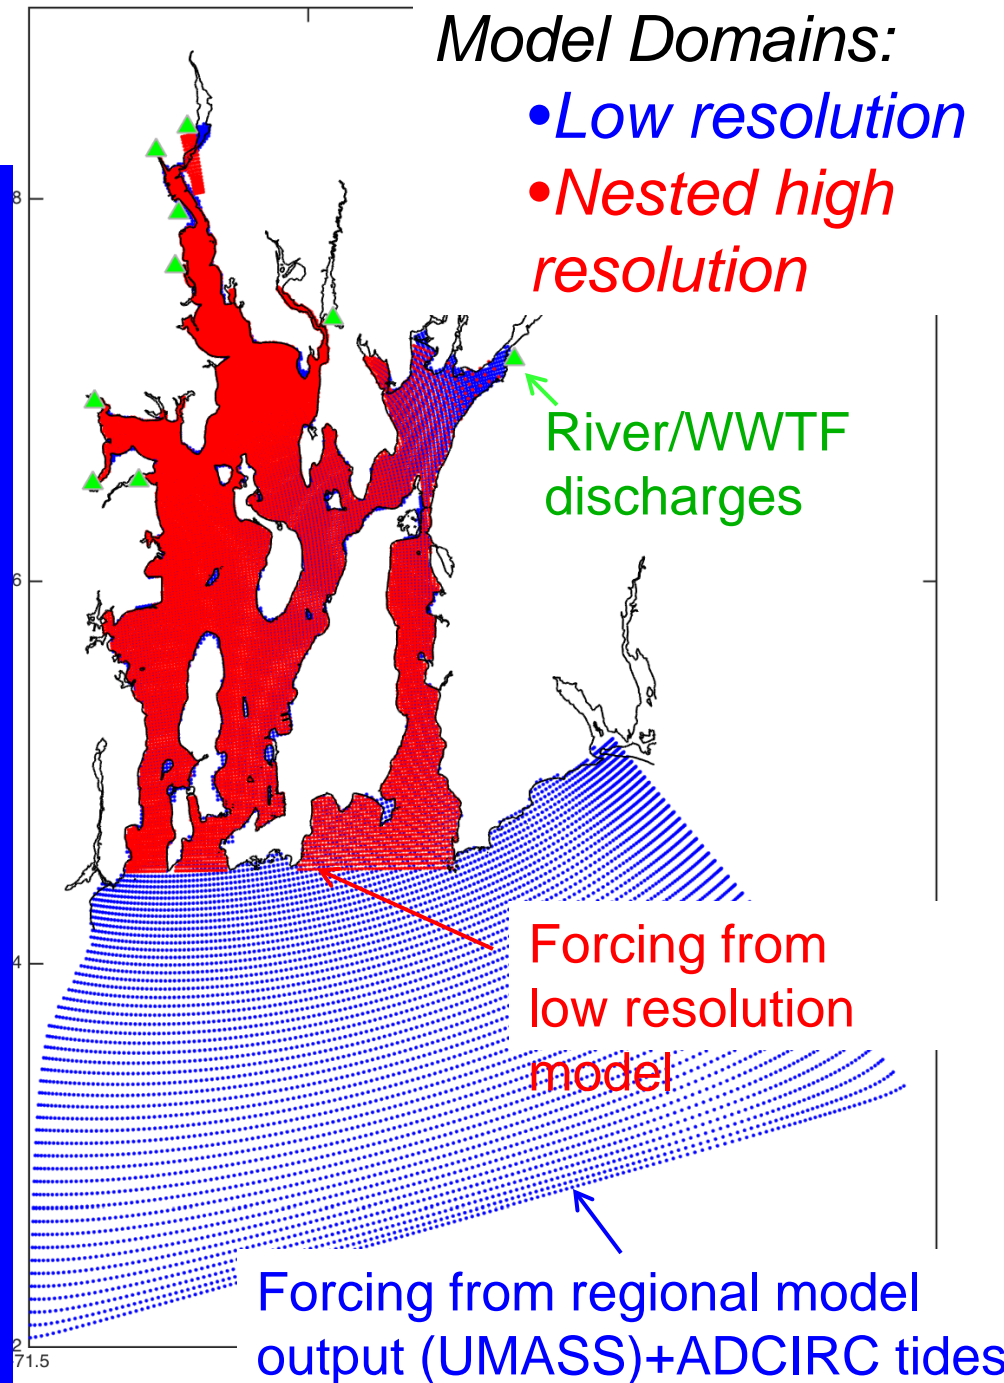 Model Domains:
•Low resolution
•Nested high
resolution
8
River/WWTF
discharges
6
Forcing from
low resolution
model
4
Forcing from regional model
output (UMASS)+ADCIRC tides
2
71.5